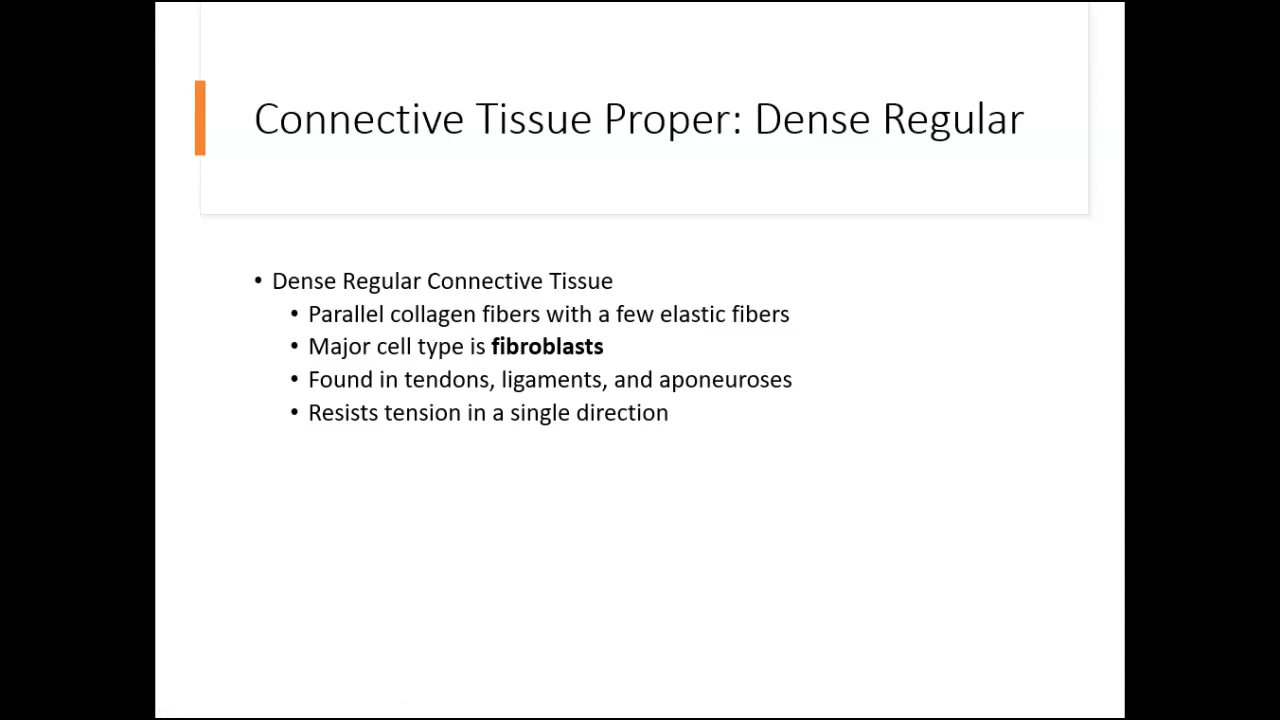 Connective Tissue Proper: Dense Regular
• Dense Regular Connective Tissue
• Parallel collagen fibers with a few elastic fibers
• Major cell type is fibroblasts
• Found in tendons, ligaments, and aponeuroses
• Resists tension in a single direction